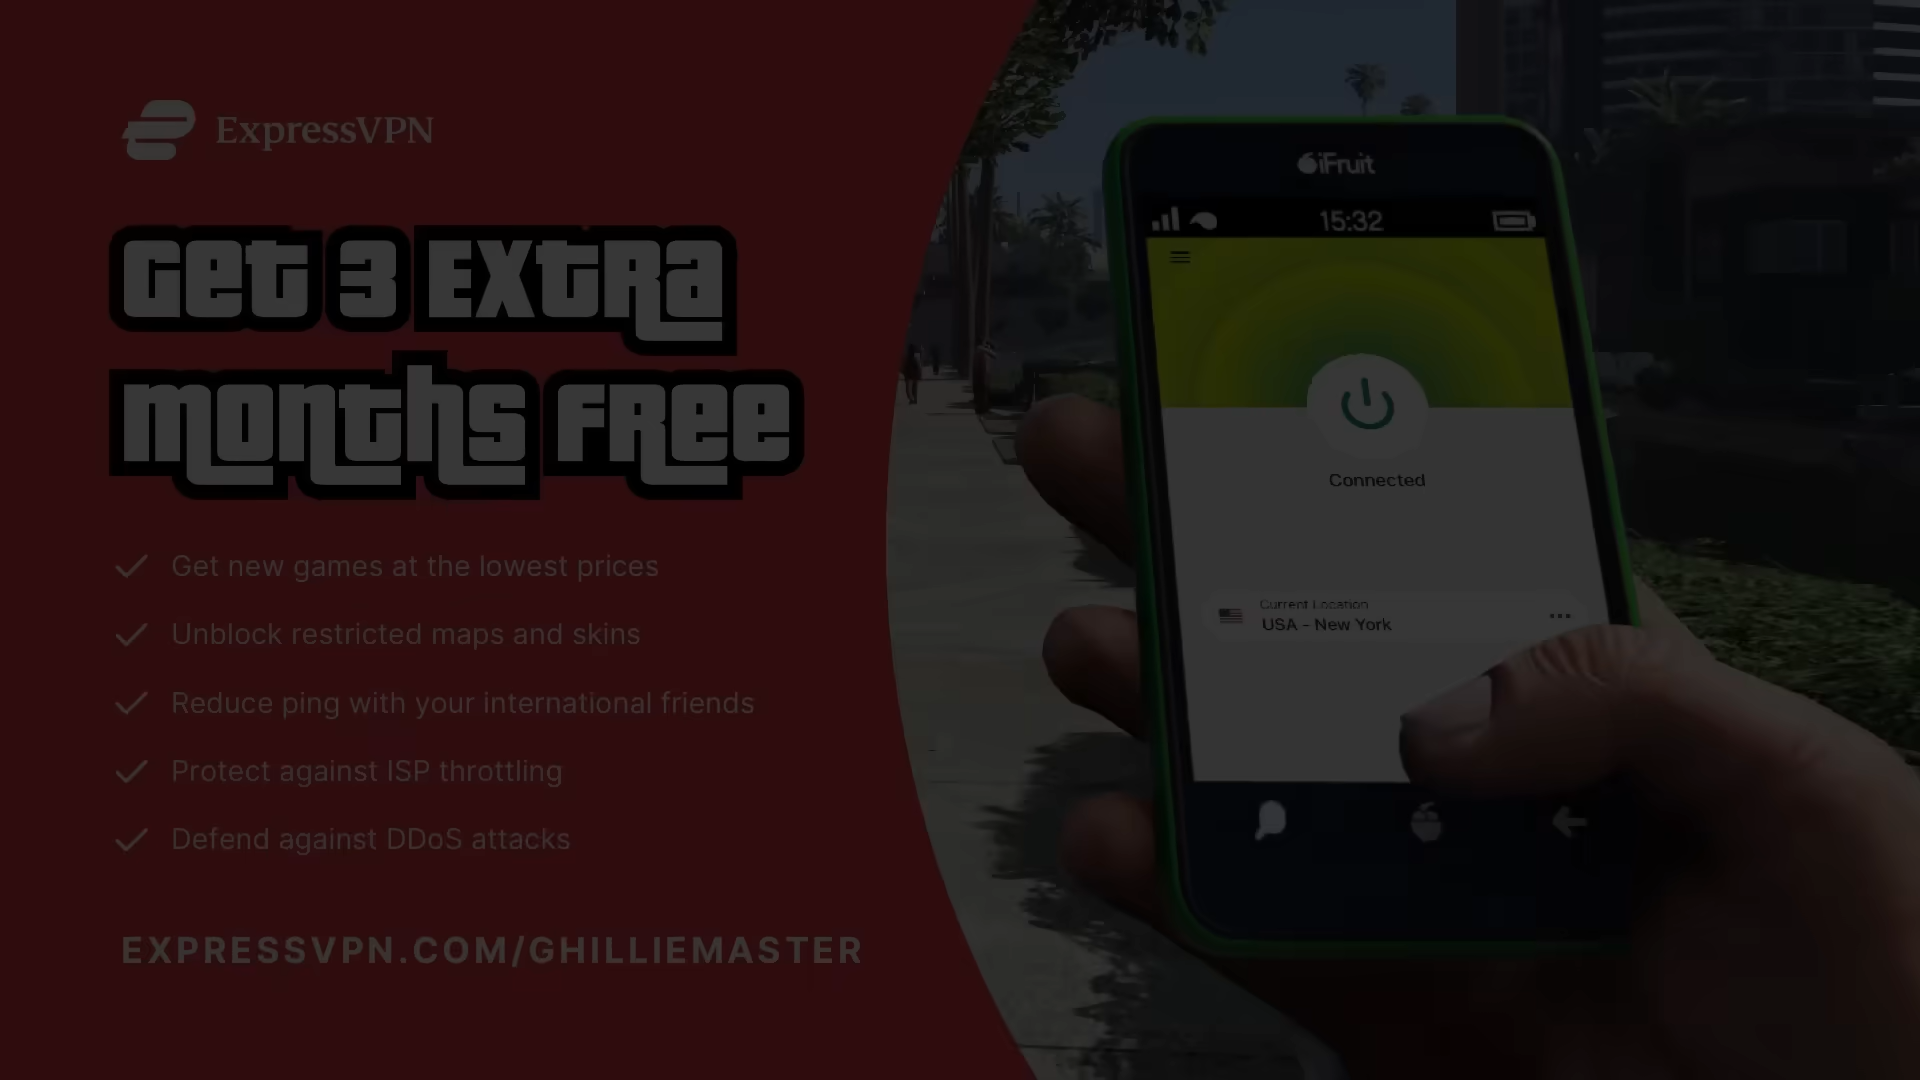 ExpressVPN
Get 3 EXtRa
months FRee
Get new games at the lowest prices
Unblock restricted maps and skins
Reduce ping with your international friends
Protect against ISP throttling
Defend against DDoS attacks
EXPRESSVPN.COM/GHILLIEMASTER
iFruit
15:32
Connected
Current Location
USA - New York